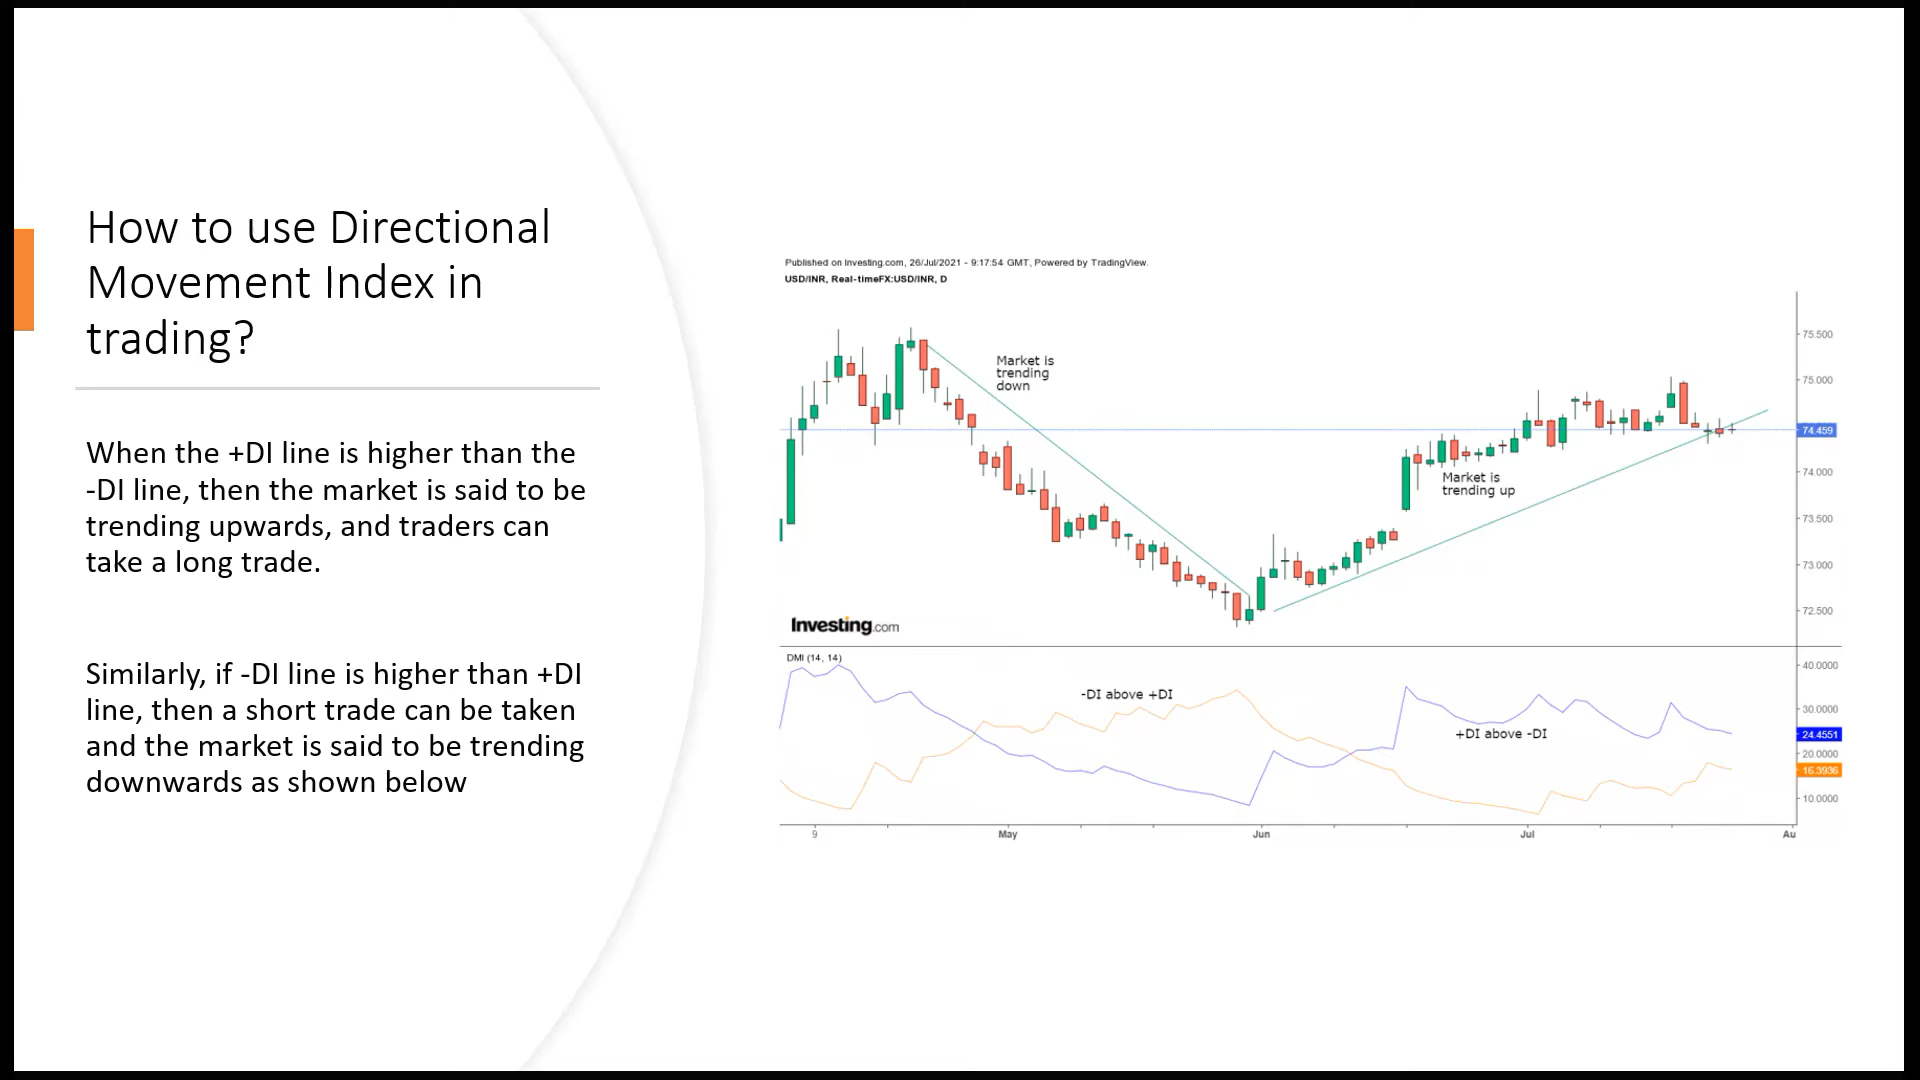 How to use Directional
Movement Index in
trading?
When the +DI line is higher than the
-DI line, then the market is said to be
trending upwards, and traders can
take a long trade.
Similarly, if -DI line is higher than +DI
line, then a short trade can be taken
and the market is said to be trending
downwards as shown below
Published on Investing.com, 26/Jul/2021 - 9:17:54 GMT, Powered by TradingView.
USD/INR, Real-timeFX:USD/INR, D
Market is
trending
down
Market is
trending up
75.500
75.000
74.459
74.000
73.500
73.000
72.500
Investing.com
DMI (14, 14)
-DI above +DI
+DI above -DI
40.0000
30.0000
24.4551
20.0000
16.3936
10.0000
9
May
Jun
Jul
Au